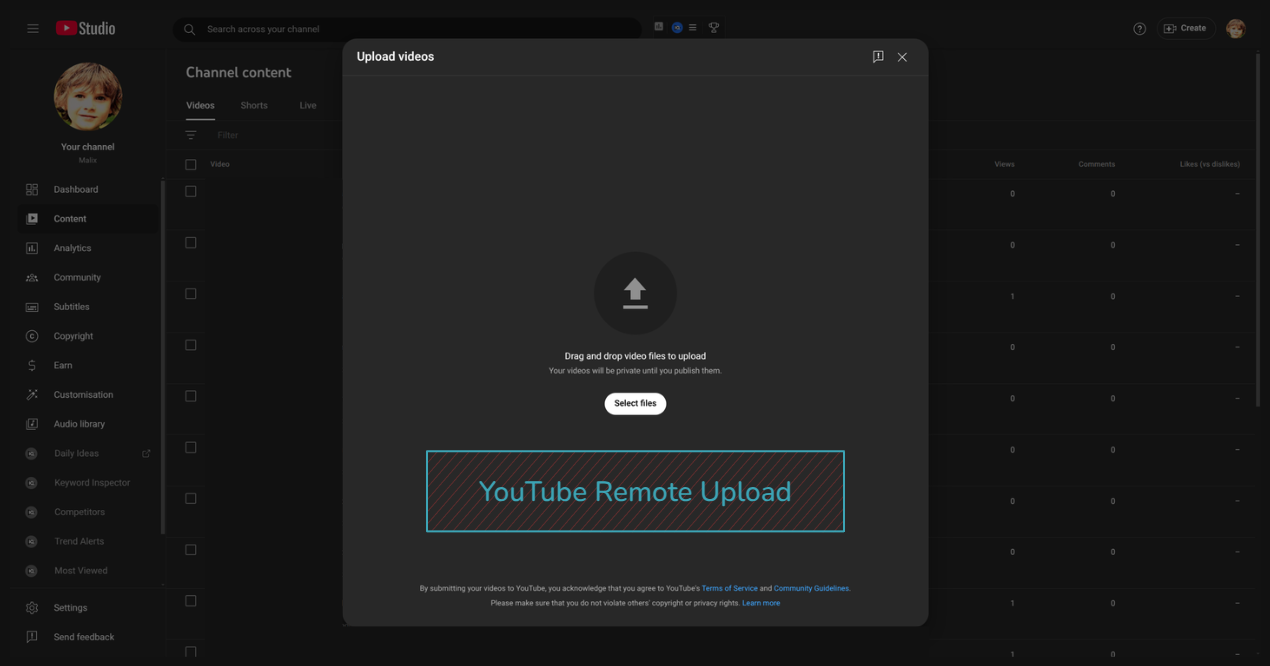 Studio
Search across your channel
Create
Upload videos
Your channel
Malix
Dashboard
Content
Analytics
Community
Subtitles
Copyright
Earn
Customisation
Audio library
Daily Ideas
Keyword Inspector
Competitors
Trend Alerts
Most Viewed
Settings
Send feedback
Channel content
Videos Shorts Live
Filter
Video Views Comments Likes (vs dislikes)
0 0 –
0 0 –
1 0 –
0 0 –
0 0 –
0 0 –
0 0 –
0 0 –
1 0 –
1 0 –
Drag and drop video files to upload
Your videos will be private until you publish them.
Select files
YouTube Remote Upload
By submitting your videos to YouTube, you acknowledge that you agree to YouTube's Terms of Service and Community Guidelines.
Please make sure that you do not violate others' copyright or privacy rights. Learn more